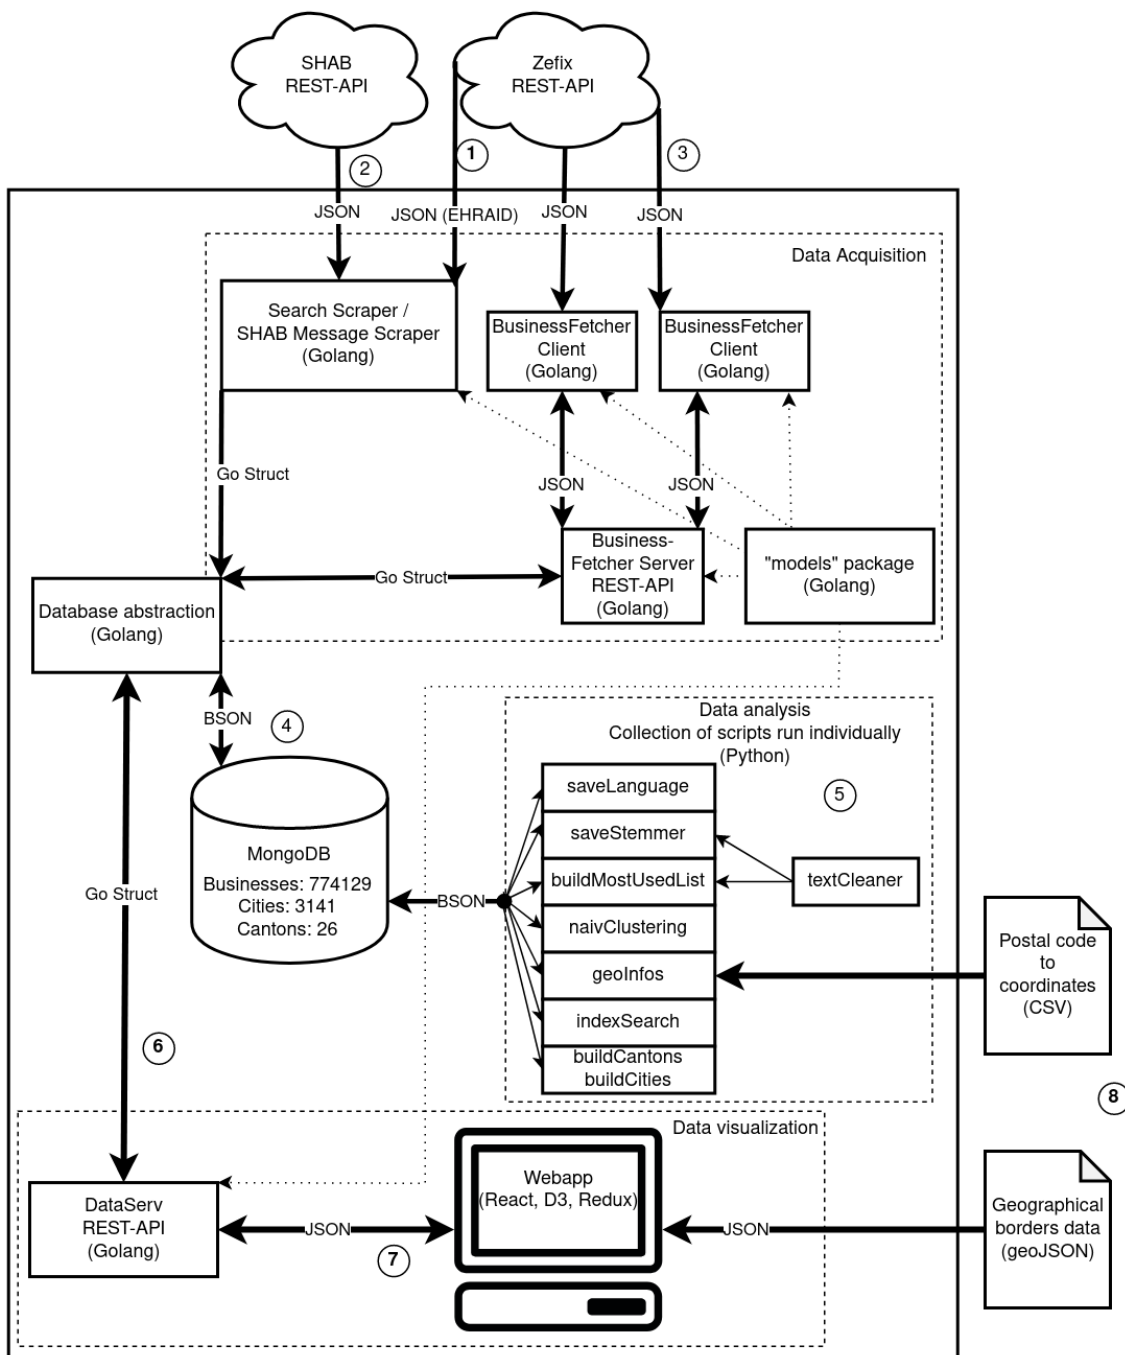 SHAB
REST-API
Zefix
REST-API
1
2
3
JSON
JSON (EHRAID)
JSON
JSON
Data Acquisition
Search Scraper /
SHAB Message Scraper
(Golang)
BusinessFetcher
Client
(Golang)
BusinessFetcher
Client
(Golang)
Go Struct
JSON
JSON
Business-
Fetcher Server
REST-API
(Golang)
"models" package
(Golang)
Go Struct
Database abstraction
(Golang)
BSON
4
Data analysis
Collection of scripts run individually
(Python)
saveLanguage
5
saveStemmer
MongoDB
Businesses: 774129
Cities: 3141
Cantons: 26
Go Struct
BSON
buildMostUsedList
textCleaner
naivClustering
geoInfos
indexSearch
buildCantons
buildCities
Postal code
to
coordinates
(CSV)
6
8
Data visualization
Webapp
(React, D3, Redux)
DataServ
REST-API
(Golang)
JSON
7
JSON
Geographical
borders data
(geoJSON)